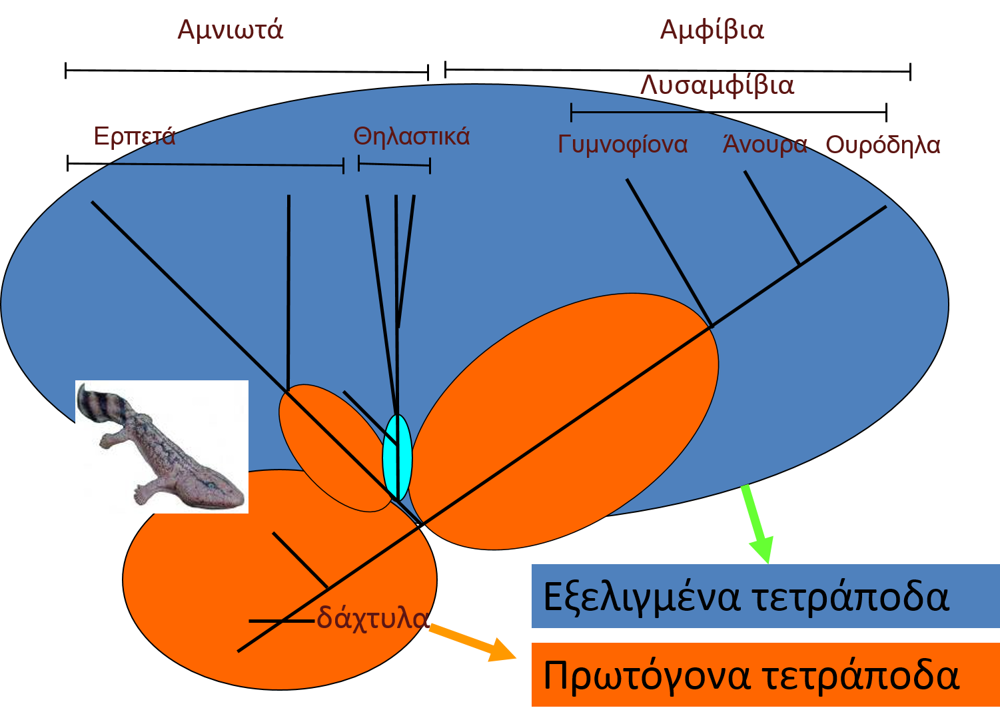 Αμνιωτά
Αμφίβια
Λυσαμφίβια
Ερπετά
Θηλαστικά
Γυμνοφίονα
Άνουρα
Ουρόδηλα
Εξελιγμένα τετράποδα
δάχτυλα
Πρωτόγονα τετράποδα